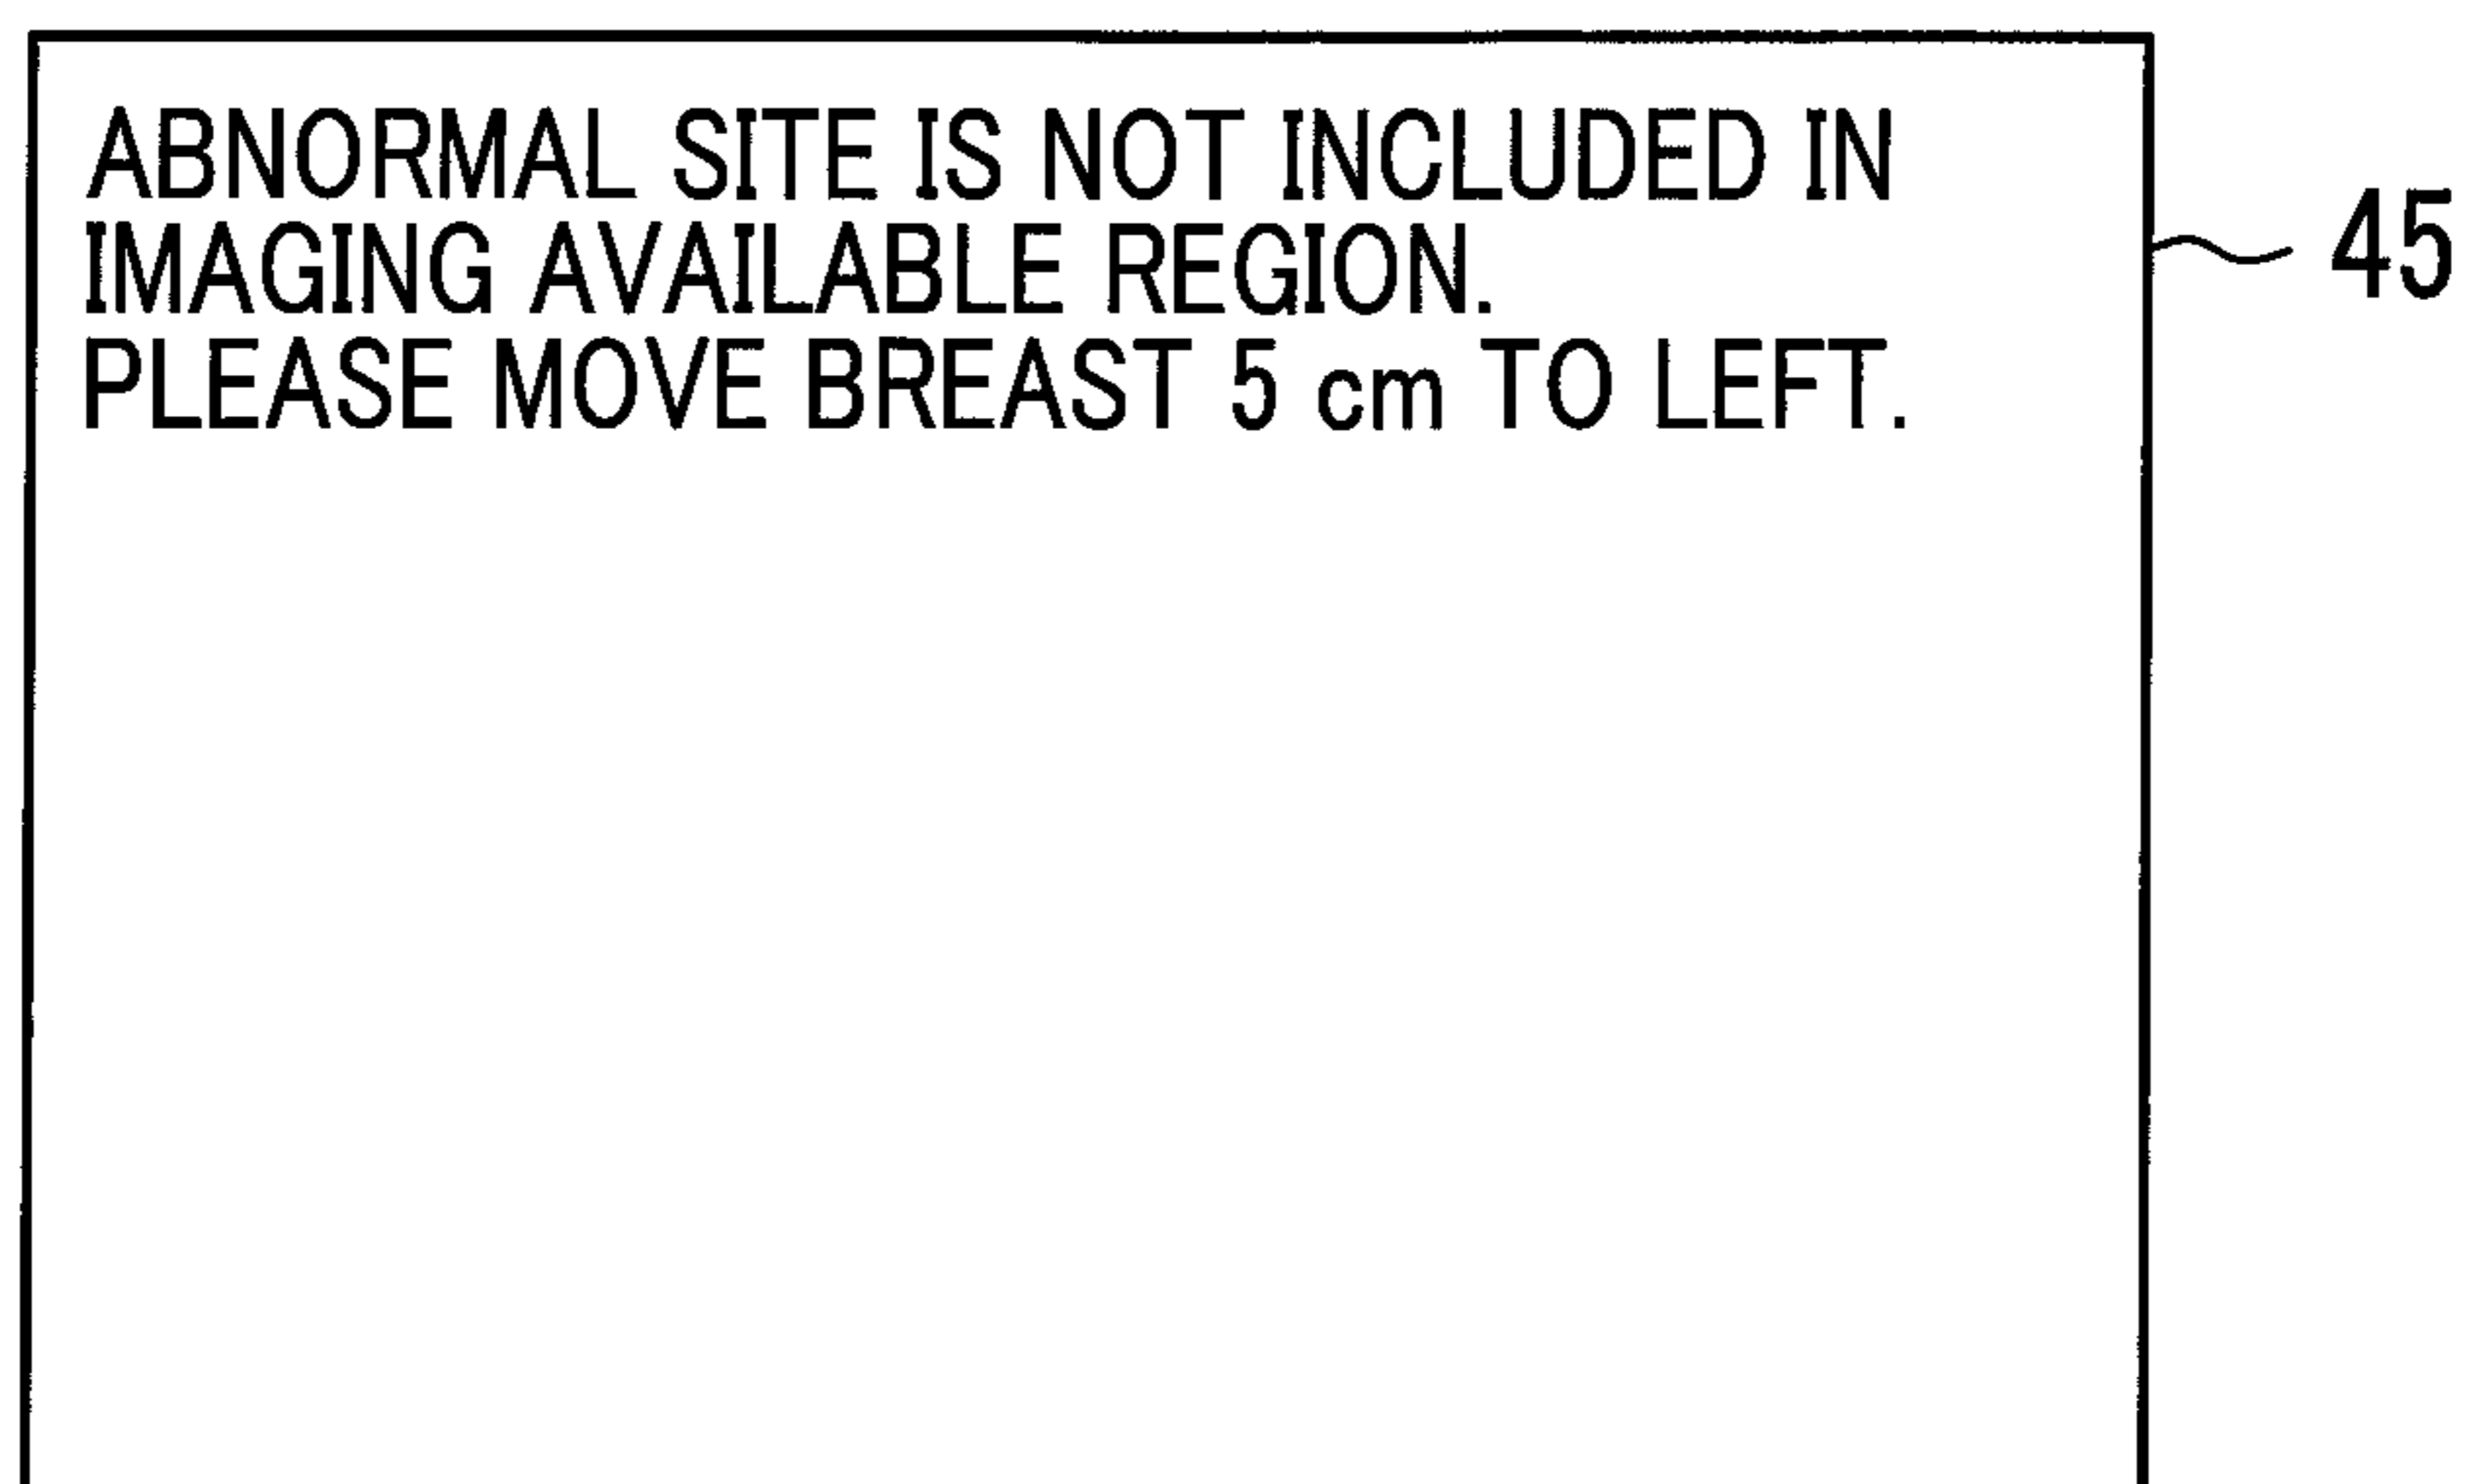 ABNORMAL SITE IS NOT INCLUDED IN
IMAGING AVAILABLE REGION.
PLEASE MOVE BREAST 5 cm TO LEFT.
45